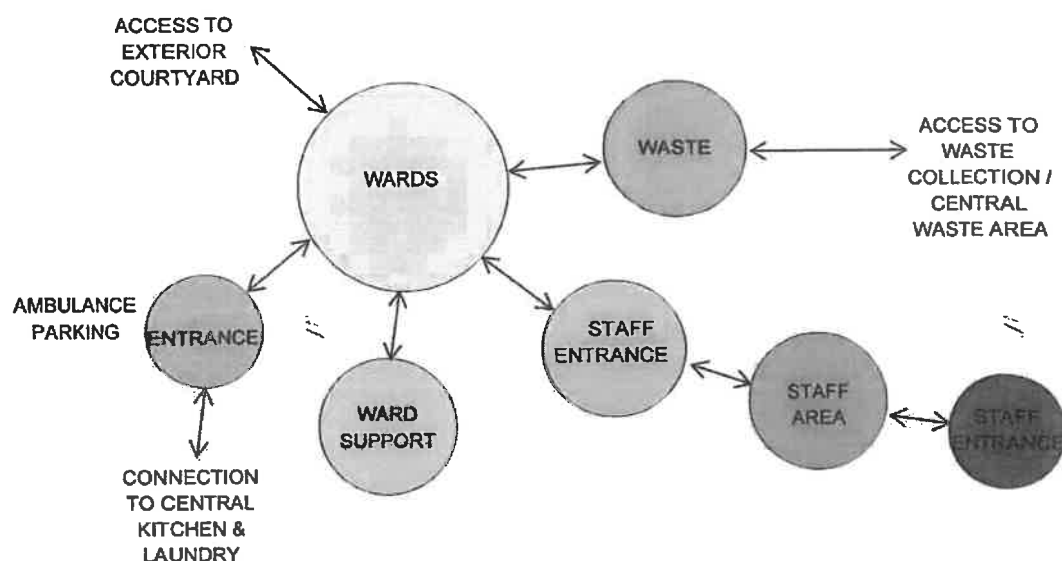 ACCESS TO
EXTERIOR
COURTYARD
WARDS
WASTE
ACCESS TO
WASTE
COLLECTION /
CENTRAL
WASTE AREA
AMBULANCE
PARKING
ENTRANCE
STAFF
ENTRANCE
STAFF
AREA
STAFF
ENTRANCE
WARD
SUPPORT
CONNECTION
TO CENTRAL
KITCHEN &
LAUNDRY